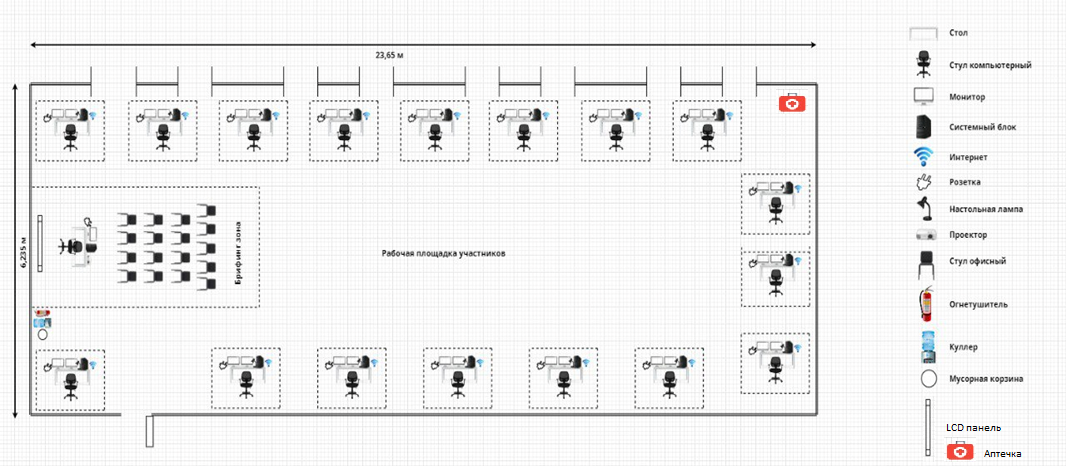 23,65 м
6,235 м
Брифинг зона
Рабочая площадка участников
Стол
Стул компьютерный
Монитор
Системный блок
Интернет
Розетка
Настольная лампа
Проектор
Стул офисный
Огнетушитель
Куллер
Мусорная корзина
LCD панель
Аптечка